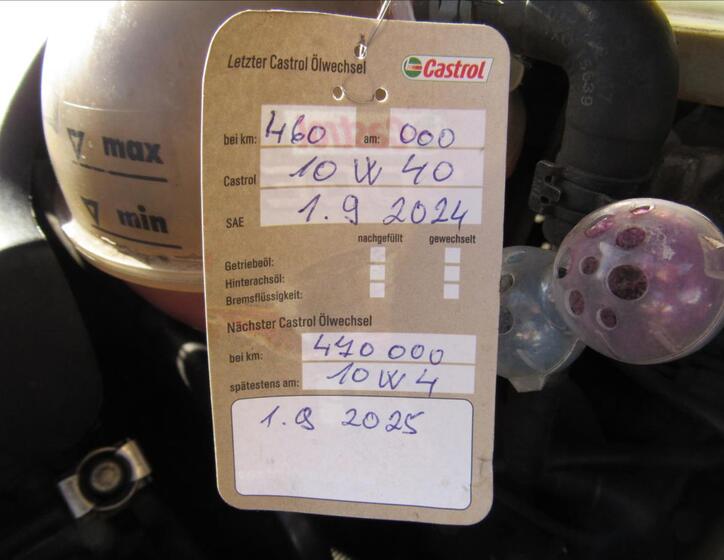 Letzter Castrol Ölwechsel
Castrol
bei km: 460 am: 000
Castrol 10 W 40
SAE 1.9 2024
nachgefüllt gewechselt
Getriebeöl:
Hinterachsöl:
Bremsflüssigkeit:
Nächster Castrol Ölwechsel
bei km: 470 000
spätestens am: 10 W 4
1.9 2025
max
min